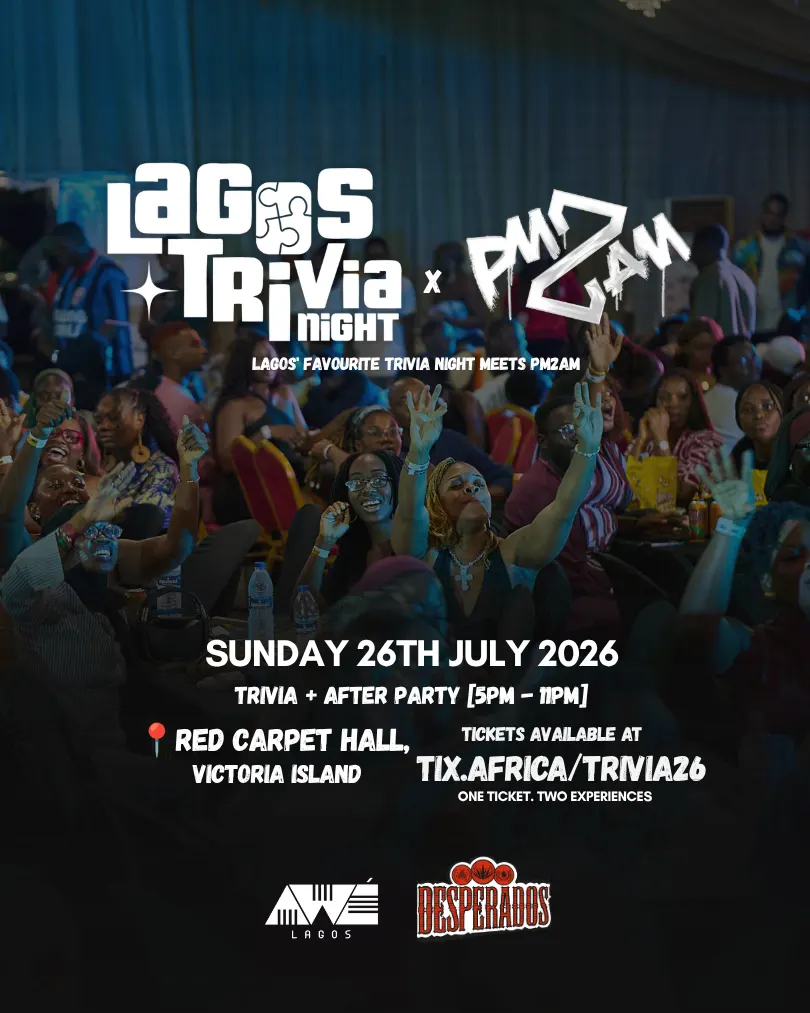 LAGOS
TRIVIA
NIGHT
X
PM2AM
LAGOS' FAVOURITE TRIVIA NIGHT MEETS PM2AM
SUNDAY 26TH JULY 2026
TRIVIA + AFTER PARTY [5PM – 11PM]
📍RED CARPET HALL,
VICTORIA ISLAND
TICKETS AVAILABLE AT
TIX.AFRICA/TRIVIA26
ONE TICKET. TWO EXPERIENCES
AWÉ
LAGOS
DESPERADOS